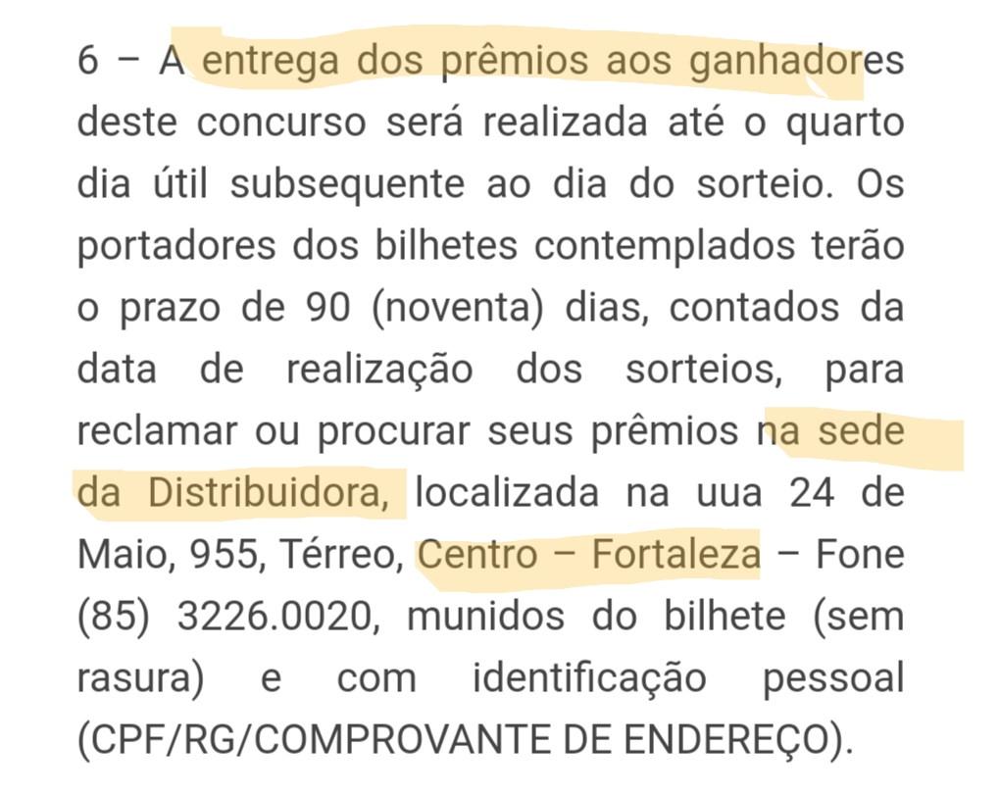 6 – A entrega dos prêmios aos ganhadores
deste concurso será realizada até o quarto
dia útil subsequente ao dia do sorteio. Os
portadores dos bilhetes contemplados terão
o prazo de 90 (noventa) dias, contados da
data de realização dos sorteios, para
reclamar ou procurar seus prêmios na sede
da Distribuidora, localizada na uua 24 de
Maio, 955, Térreo, Centro – Fortaleza – Fone
(85) 3226.0020, munidos do bilhete (sem
rasura) e com identificação pessoal
(CPF/RG/COMPROVANTE DE ENDEREÇO).